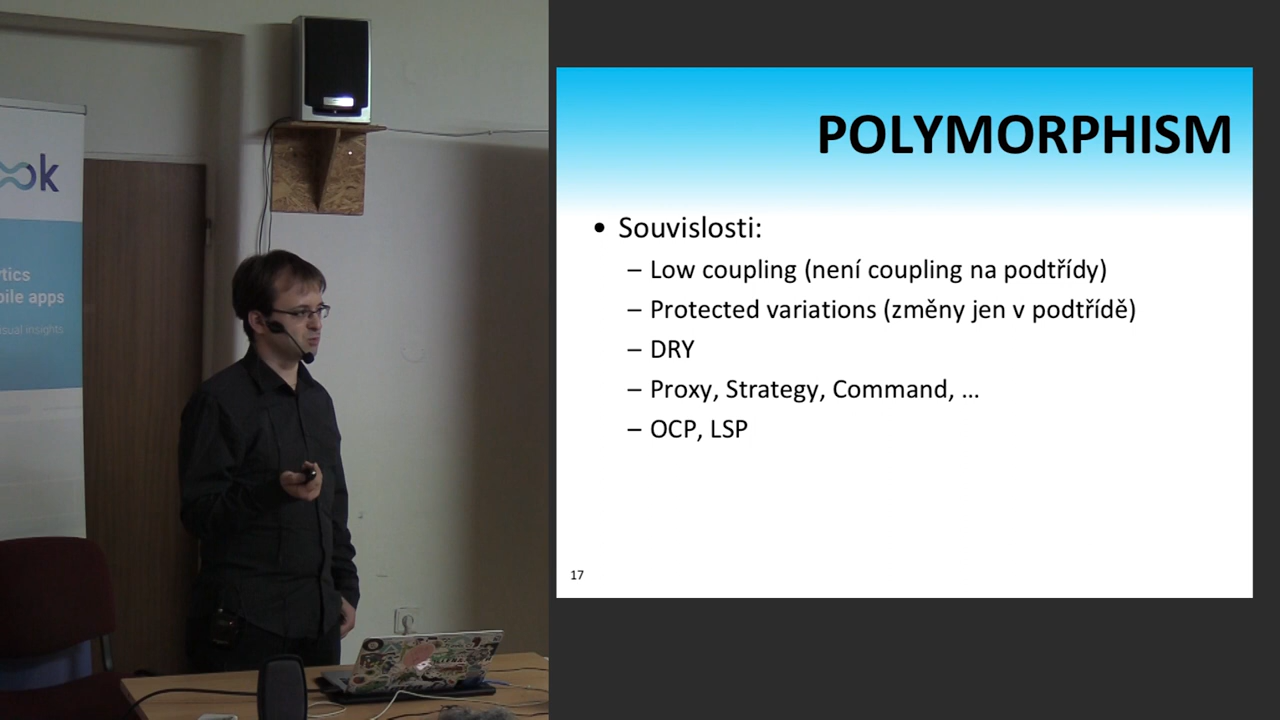 ok
rtics
bile apps
sual insights
POLYMORPHISM
• Souvislosti:
– Low coupling (není coupling na podtřídy)
– Protected variations (změny jen v podtřídě)
– DRY
– Proxy, Strategy, Command, ...
– OCP, LSP
17